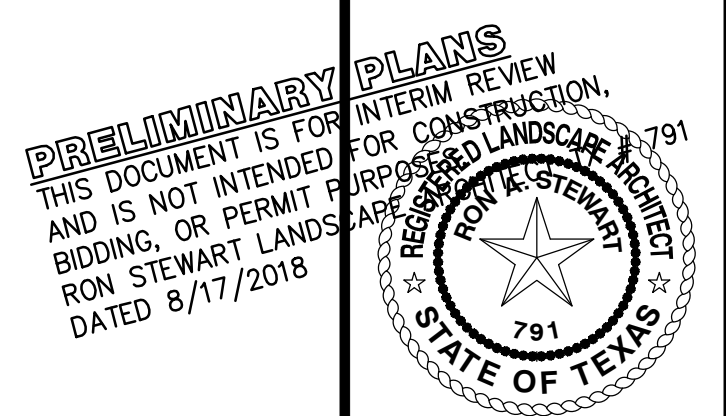 PRELIMINARY PLANS
THIS DOCUMENT IS FOR INTERIM REVIEW
AND IS NOT INTENDED FOR CONSTRUCTION,
BIDDING, OR PERMIT PURPOSES.
RON STEWART LANDSCAPE ARCHITECT, TX # 791
DATED 8/17/2018
REGISTERED LANDSCAPE ARCHITECT
RON A. STEWART
791
STATE OF TEXAS